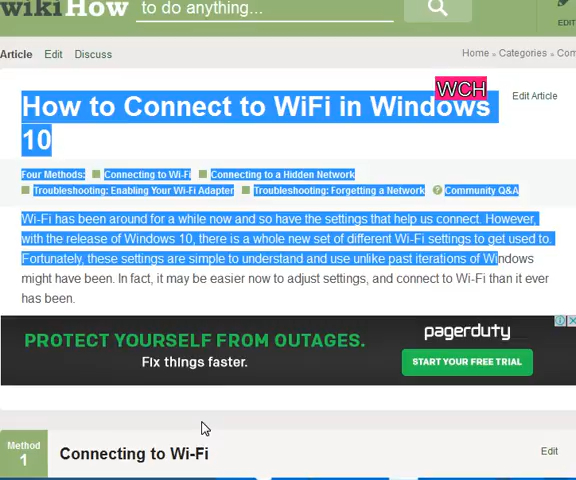 wikiHow to do anything...
EDIT
Article Edit Discuss Home » Categories » Com
WCH
How to Connect to WiFi in Windows
10
Edit Article
Four Methods: Connecting to Wi-Fi Connecting to a Hidden Network
Troubleshooting: Enabling Your Wi-Fi Adapter Troubleshooting: Forgetting a Network Community Q&A
Wi-Fi has been around for a while now and so have the settings that help us connect. However,
with the release of Windows 10, there is a whole new set of different Wi-Fi settings to get used to.
Fortunately, these settings are simple to understand and use unlike past iterations of Windows
might have been. In fact, it may be easier now to adjust settings, and connect to Wi-Fi than it ever
has been.
PROTECT YOURSELF FROM OUTAGES.
Fix things faster.
pagerduty
START YOUR FREE TRIAL
Method
1
Connecting to Wi-Fi
Edit